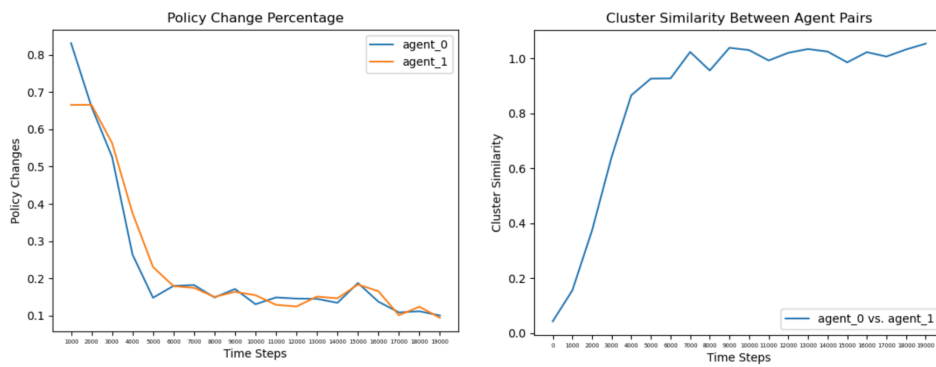 Policy Change Percentage
0.8
0.7
0.6
0.5
0.4
0.3
0.2
0.1
Policy Changes
agent_0
agent_1
1000 2000 3000 4000 5000 6000 7000 8000 9000 10000 11000 12000 13000 14000 15000 16000 17000 18000 19000
Time Steps
Cluster Similarity Between Agent Pairs
1.0
0.8
0.6
0.4
0.2
0.0
Cluster Similarity
agent_0 vs. agent_1
0 1000 2000 3000 4000 5000 6000 7000 8000 9000 10000 11000 12000 13000 14000 15000 16000 17000 18000 19000
Time Steps